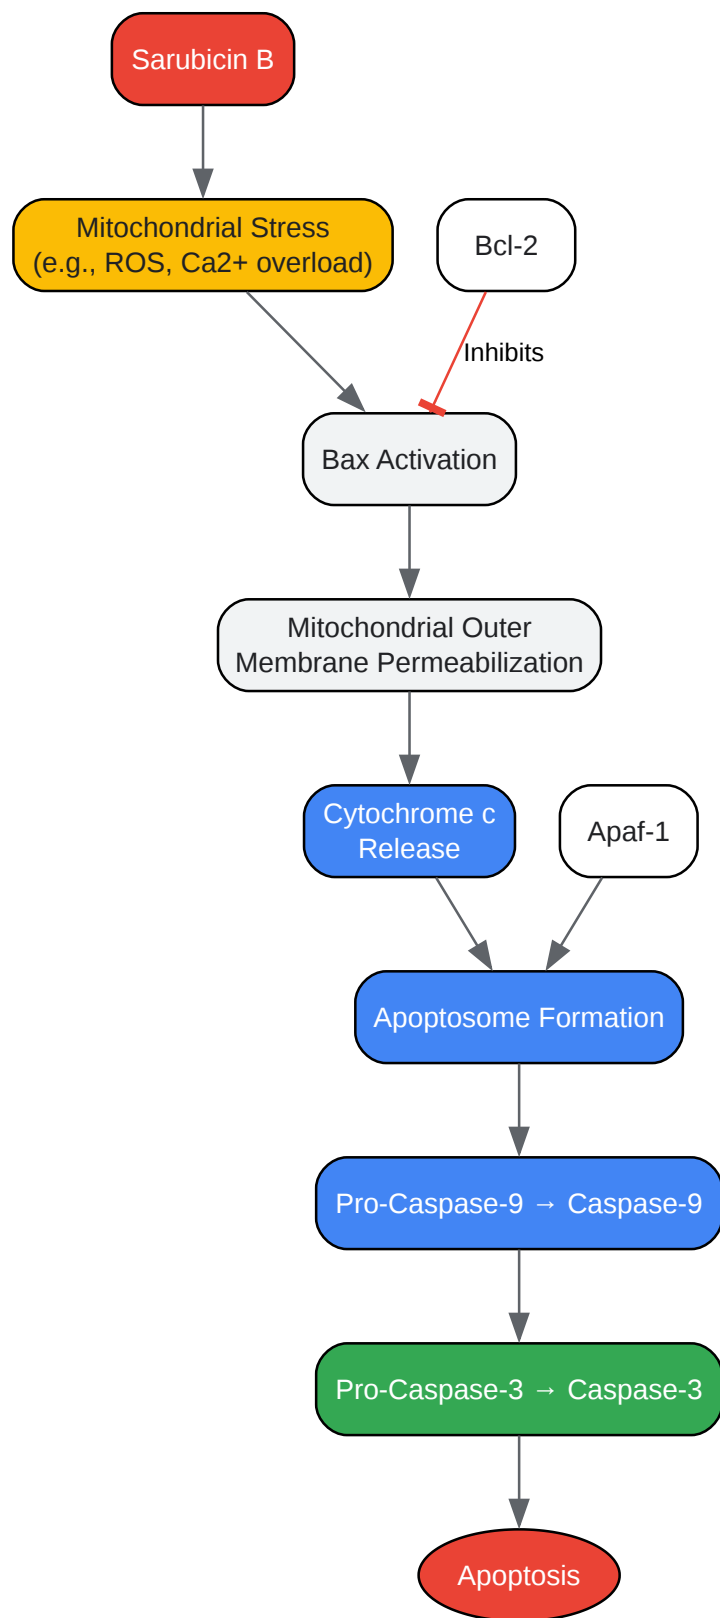 Sarubicin B
Mitochondrial Stress
(e.g., ROS, Ca2+ overload)
Bcl-2
Inhibits
Bax Activation
Mitochondrial Outer
Membrane Permeabilization
Cytochrome c
Release
Apaf-1
Apoptosome Formation
Pro-Caspase-9 → Caspase-9
Pro-Caspase-3 → Caspase-3
Apoptosis